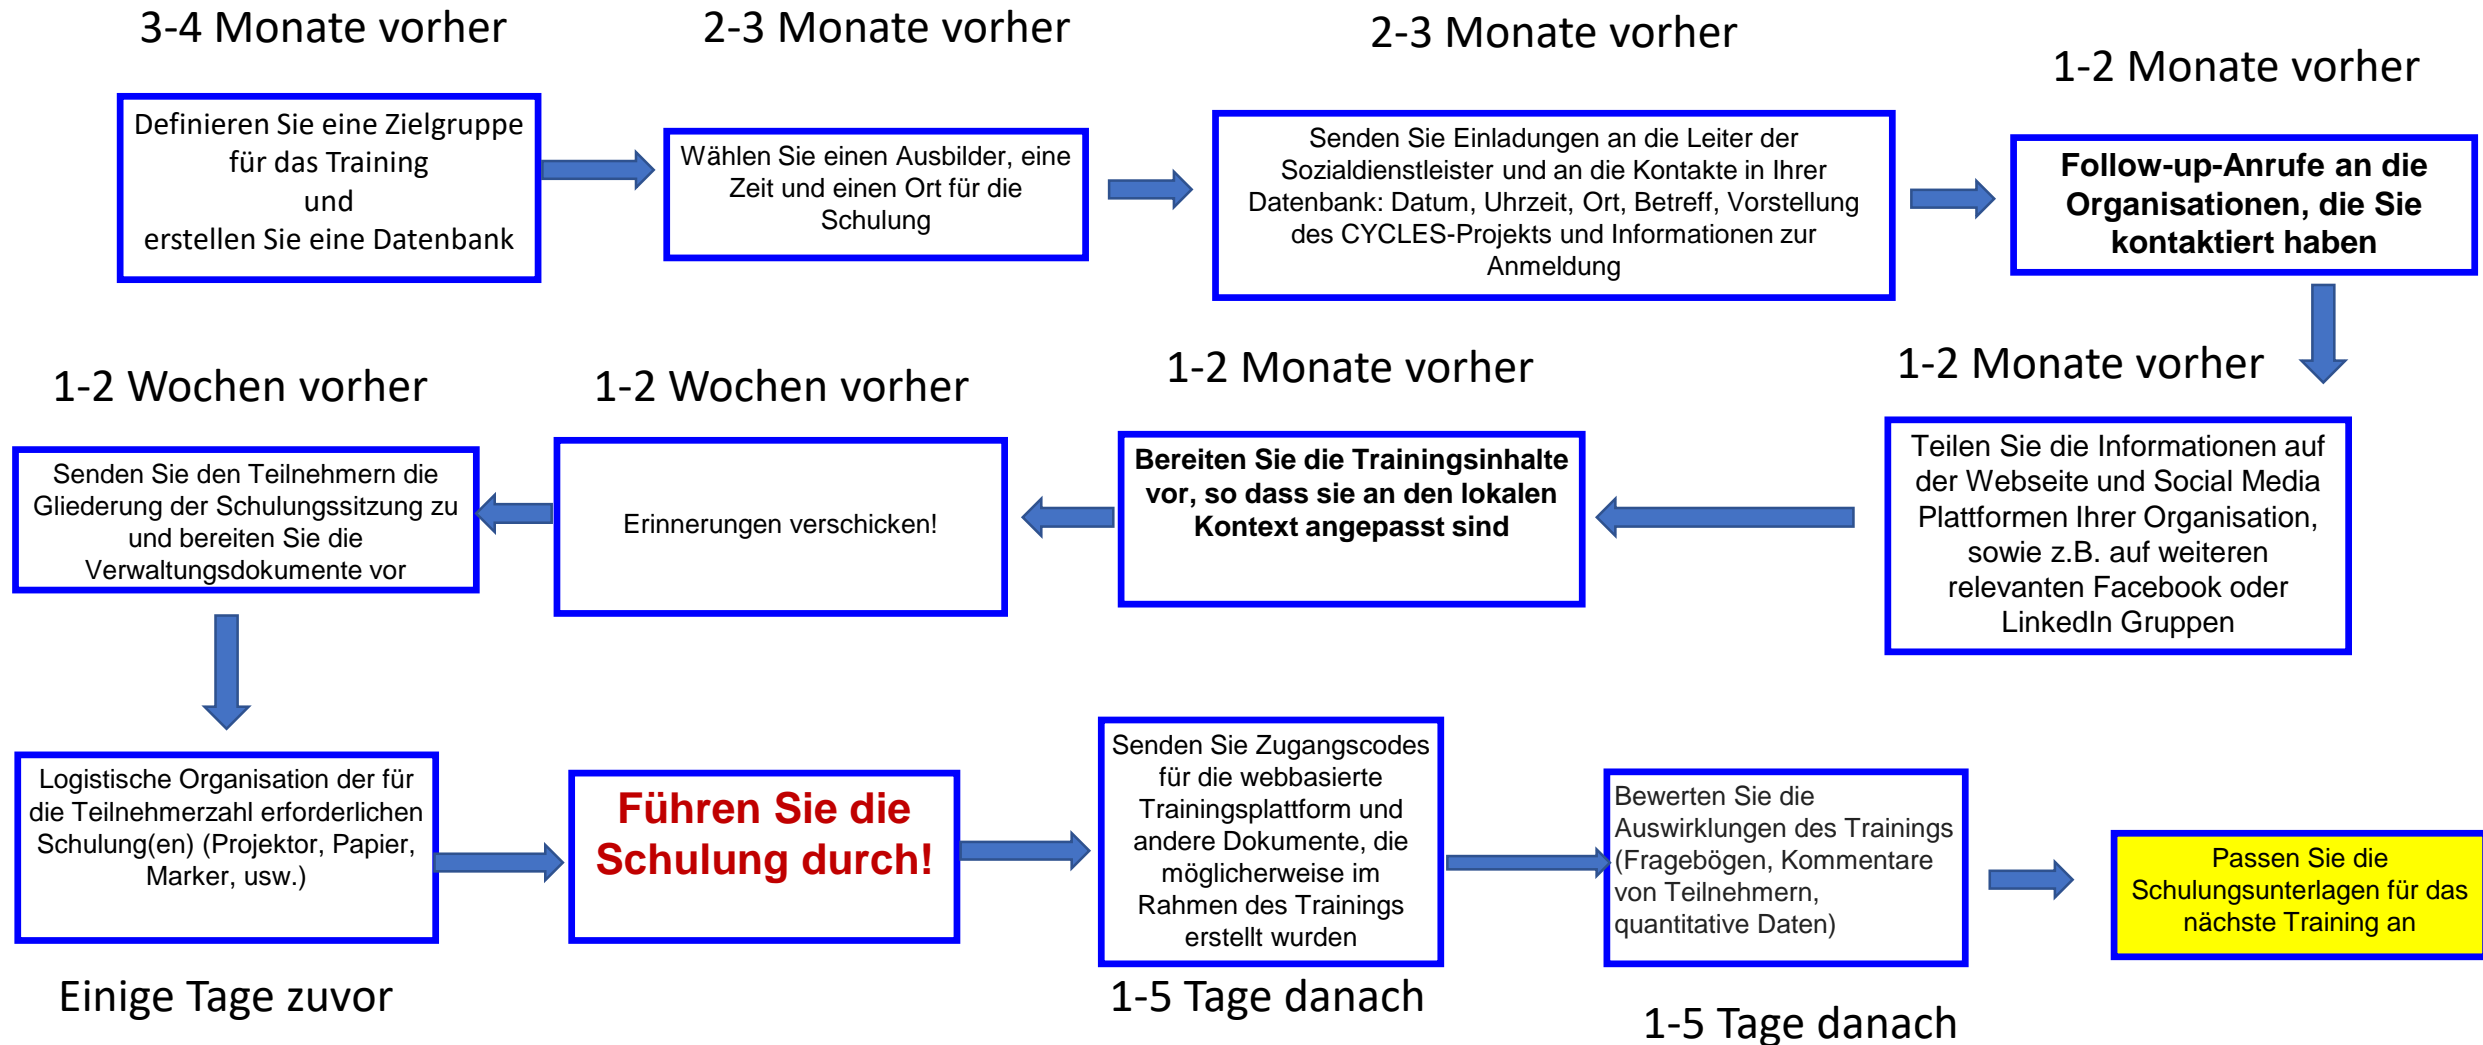 3-4 Monate vorher
Definieren Sie eine Zielgruppe
für das Training
und
erstellen Sie eine Datenbank
2-3 Monate vorher
Wählen Sie einen Ausbilder, eine
Zeit und einen Ort für die
Schulung
2-3 Monate vorher
Senden Sie Einladungen an die Leiter der
Sozialdienstleister und an die Kontakte in Ihrer
Datenbank: Datum, Uhrzeit, Ort, Betreff, Vorstellung
des CYCLES-Projekts und Informationen zur
Anmeldung
1-2 Monate vorher
Follow-up-Anrufe an die
Organisationen, die Sie
kontaktiert haben
1-2 Monate vorher
Teilen Sie die Informationen auf
der Webseite und Social Media
Plattformen Ihrer Organisation,
sowie z.B. auf weiteren
relevanten Facebook oder
LinkedIn Gruppen
1-2 Monate vorher
Bereiten Sie die Trainingsinhalte
vor, so dass sie an den lokalen
Kontext angepasst sind
1-2 Wochen vorher
Erinnerungen verschicken!
1-2 Wochen vorher
Senden Sie den Teilnehmern die
Gliederung der Schulungssitzung zu
und bereiten Sie die
Verwaltungsdokumente vor
Logistische Organisation der für
die Teilnehmerzahl erforderlichen
Schulung(en) (Projektor, Papier,
Marker, usw.)
Einige Tage zuvor
Führen Sie die
Schulung durch!
Senden Sie Zugangscodes
für die webbasierte
Trainingsplattform und
andere Dokumente, die
möglicherweise im
Rahmen des Trainings
erstellt wurden
1-5 Tage danach
Bewerten Sie die
Auswirklungen des Trainings
(Fragebögen, Kommentare
von Teilnehmern,
quantitative Daten)
1-5 Tage danach
Passen Sie die
Schulungsunterlagen für das
nächste Training an